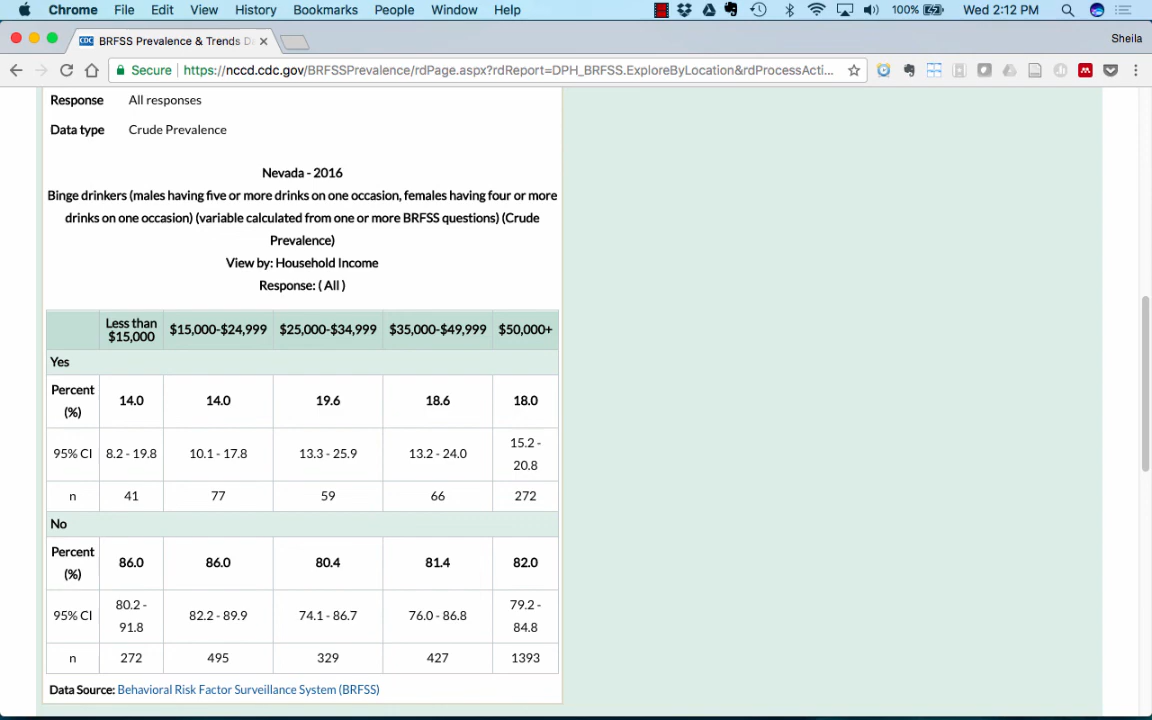 Chrome File Edit View History Bookmarks People Window Help 100% Wed 2:12 PM
CDC BRFSS Prevalence & Trends Da
Sheila
Secure https://nccd.cdc.gov/BRFSSPrevalence/rdPage.aspx?rdReport=DPH_BRFSS.ExploreByLocation&rdProcessActi...
Response All responses
Data type Crude Prevalence
Nevada - 2016
Binge drinkers (males having five or more drinks on one occasion, females having four or more
drinks on one occasion) (variable calculated from one or more BRFSS questions) (Crude
Prevalence)
View by: Household Income
Response: ( All )
Less than
$15,000 $15,000-$24,999 $25,000-$34,999 $35,000-$49,999 $50,000+
Yes
Percent
(%) 14.0 14.0 19.6 18.6 18.0
95% CI 8.2 - 19.8 10.1 - 17.8 13.3 - 25.9 13.2 - 24.0 15.2 -
20.8
n 41 77 59 66 272
No
Percent
(%) 86.0 86.0 80.4 81.4 82.0
95% CI 80.2 - 82.2 - 89.9 74.1 - 86.7 76.0 - 86.8 79.2 -
91.8 84.8
n 272 495 329 427 1393
Data Source: Behavioral Risk Factor Surveillance System (BRFSS)